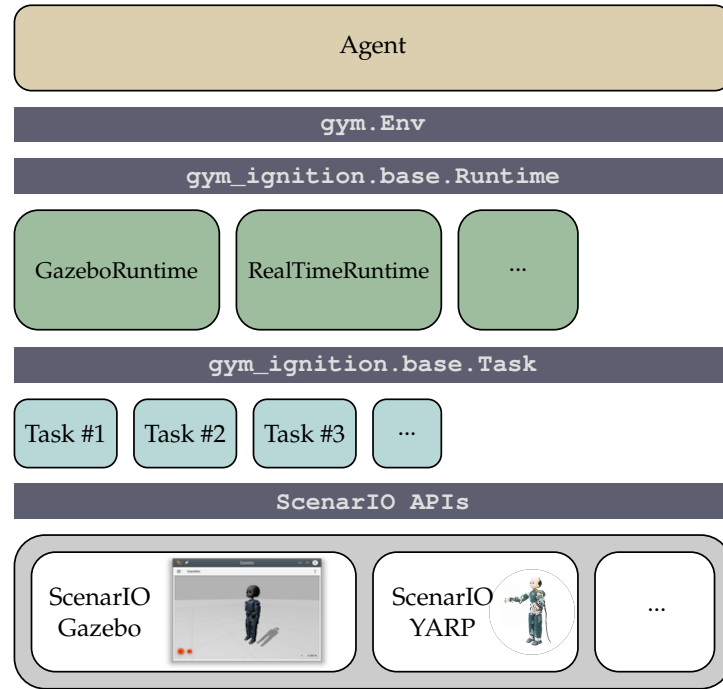 Agent
gym.Env
gym_ignition.base.Runtime
GazeboRuntime
RealTimeRuntime
...
gym_ignition.base.Task
Task #1
Task #2
Task #3
...
ScenarIO APIs
ScenarIO
Gazebo
ScenarIO
YARP
...